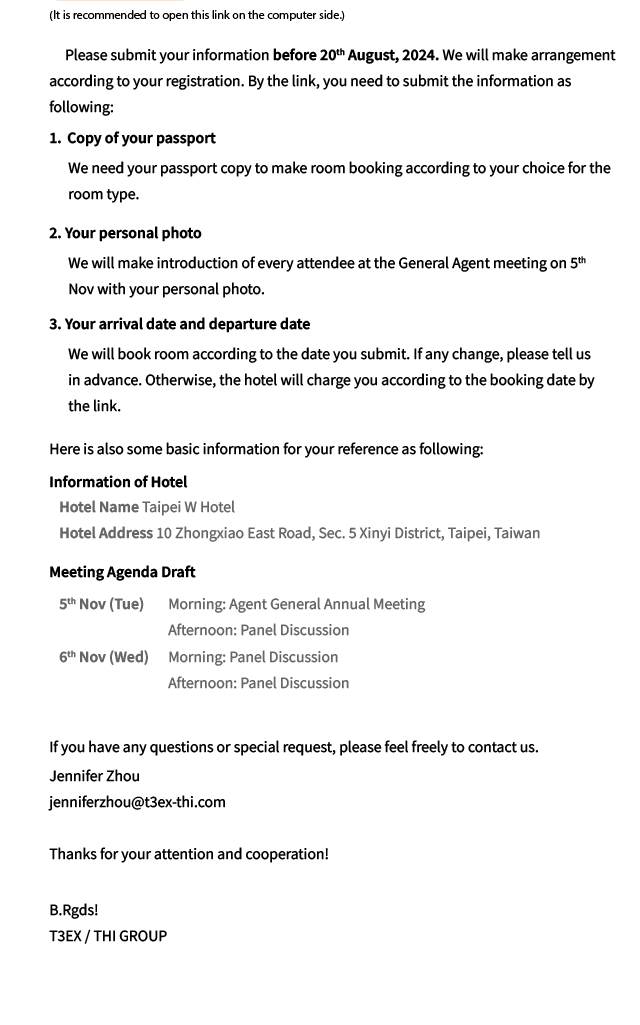 (It is recommended to open this link on the computer side.)
Please submit your information before 20th August, 2024. We will make arrangement
according to your registration. By the link, you need to submit the information as
following:
1. Copy of your passport
We need your passport copy to make room booking according to your choice for the
room type.
2. Your personal photo
We will make introduction of every attendee at the General Agent meeting on 5th
Nov with your personal photo.
3. Your arrival date and departure date
We will book room according to the date you submit. If any change, please tell us
in advance. Otherwise, the hotel will charge you according to the booking date by
the link.
Here is also some basic information for your reference as following:
Information of Hotel
Hotel Name Taipei W Hotel
Hotel Address 10 Zhongxiao East Road, Sec. 5 Xinyi District, Taipei, Taiwan
Meeting Agenda Draft
5th Nov (Tue) Morning: Agent General Annual Meeting
Afternoon: Panel Discussion
6th Nov (Wed) Morning: Panel Discussion
Afternoon: Panel Discussion
If you have any questions or special request, please feel freely to contact us.
Jennifer Zhou
jenniferzhou@t3ex-thi.com
Thanks for your attention and cooperation!
B.Rgds!
T3EX / THI GROUP